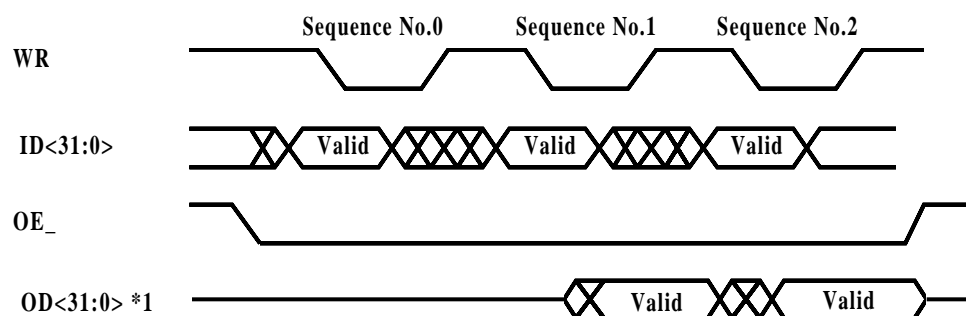 Sequence No.0 Sequence No.1 Sequence No.2
WR
ID<31:0> Valid Valid Valid
OE_
OD<31:0> *1 Valid Valid